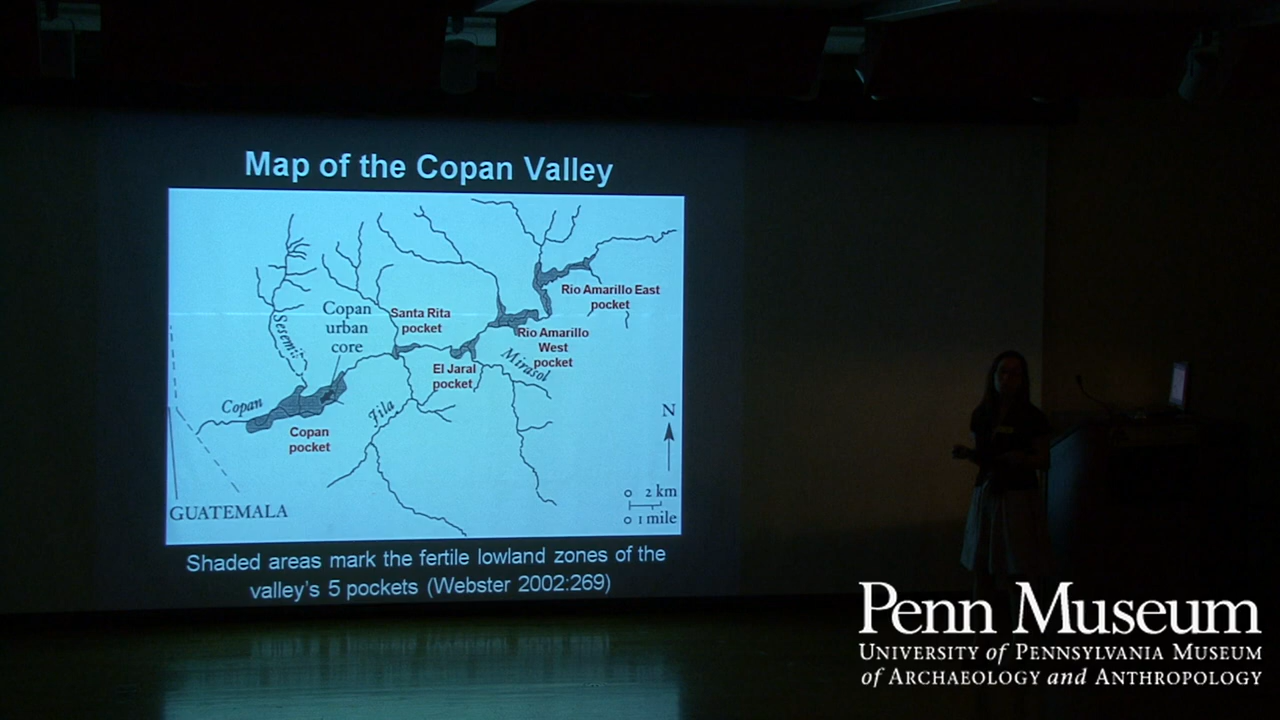 Map of the Copan Valley
Rio Amarillo East
pocket
Copan
urban
core
Santa Rita
pocket
Sesemil
Rio Amarillo
West
pocket
El Jaral
pocket
Mirasol
Copan
Jila
Copan
pocket
N
GUATEMALA
0 2 km
0 1 mile
Shaded areas mark the fertile lowland zones of the
valley's 5 pockets (Webster 2002:269)
Penn Museum
University of Pennsylvania Museum
of Archaeology and Anthropology